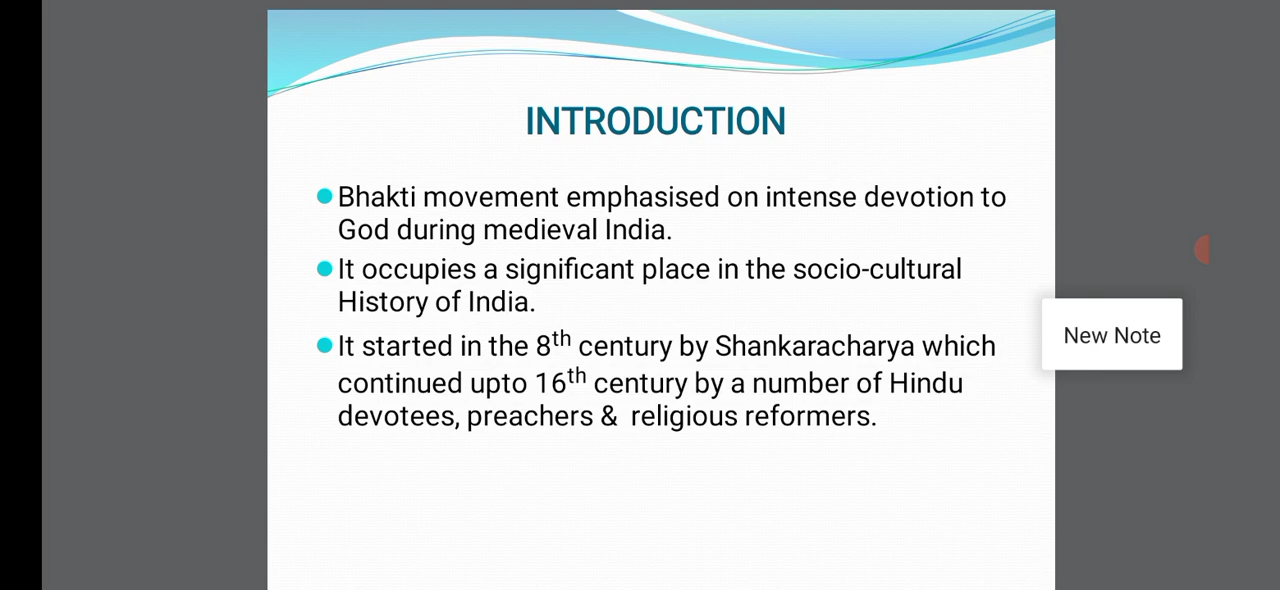 INTRODUCTION
Bhakti movement emphasised on intense devotion to
God during medieval India.
It occupies a significant place in the socio-cultural
History of India.
It started in the 8th century by Shankaracharya which
continued upto 16th century by a number of Hindu
devotees, preachers & religious reformers.
New Note